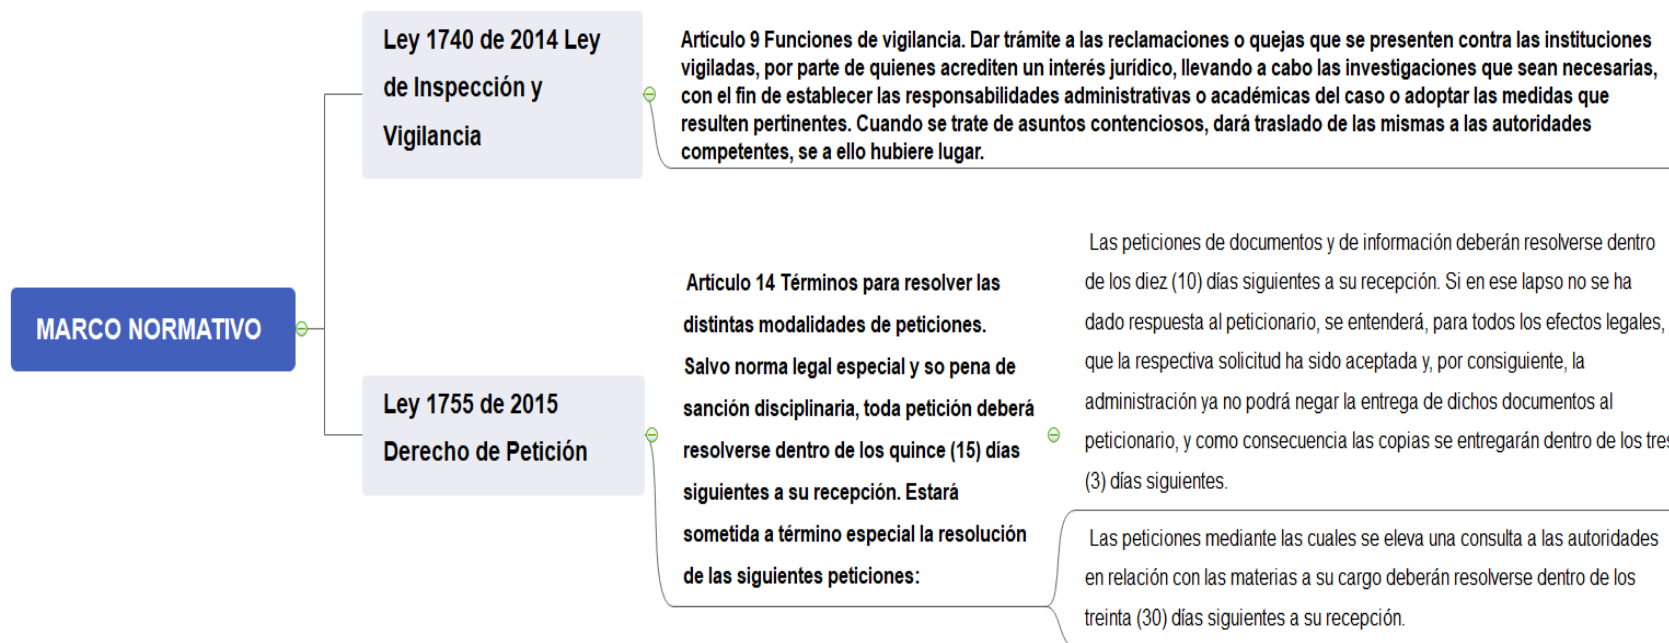 MARCO NORMATIVO
Ley 1740 de 2014 Ley
de Inspección y
Vigilancia
Artículo 9 Funciones de vigilancia. Dar trámite a las reclamaciones o quejas que se presenten contra las instituciones
vigiladas, por parte de quienes acrediten un interés jurídico, llevando a cabo las investigaciones que sean necesarias,
con el fin de establecer las responsabilidades administrativas o académicas del caso o adoptar las medidas que
resulten pertinentes. Cuando se trate de asuntos contenciosos, dará traslado de las mismas a las autoridades
competentes, se a ello hubiere lugar.
Ley 1755 de 2015
Derecho de Petición
Artículo 14 Términos para resolver las
distintas modalidades de peticiones.
Salvo norma legal especial y so pena de
sanción disciplinaria, toda petición deberá
resolverse dentro de los quince (15) días
siguientes a su recepción. Estará
sometida a término especial la resolución
de las siguientes peticiones:
Las peticiones de documentos y de información deberán resolverse dentro
de los diez (10) días siguientes a su recepción. Si en ese lapso no se ha
dado respuesta al peticionario, se entenderá, para todos los efectos legales,
que la respectiva solicitud ha sido aceptada y, por consiguiente, la
administración ya no podrá negar la entrega de dichos documentos al
peticionario, y como consecuencia las copias se entregarán dentro de los tres
(3) días siguientes.
Las peticiones mediante las cuales se eleva una consulta a las autoridades
en relación con las materias a su cargo deberán resolverse dentro de los
treinta (30) días siguientes a su recepción.